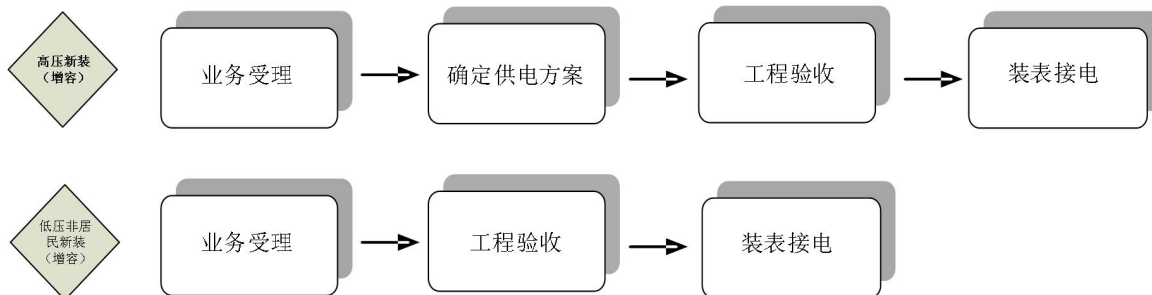 高压新装
（增容）
业务受理
确定供电方案
工程验收
装表接电
低压非居
民新装
（增容）
业务受理
工程验收
装表接电